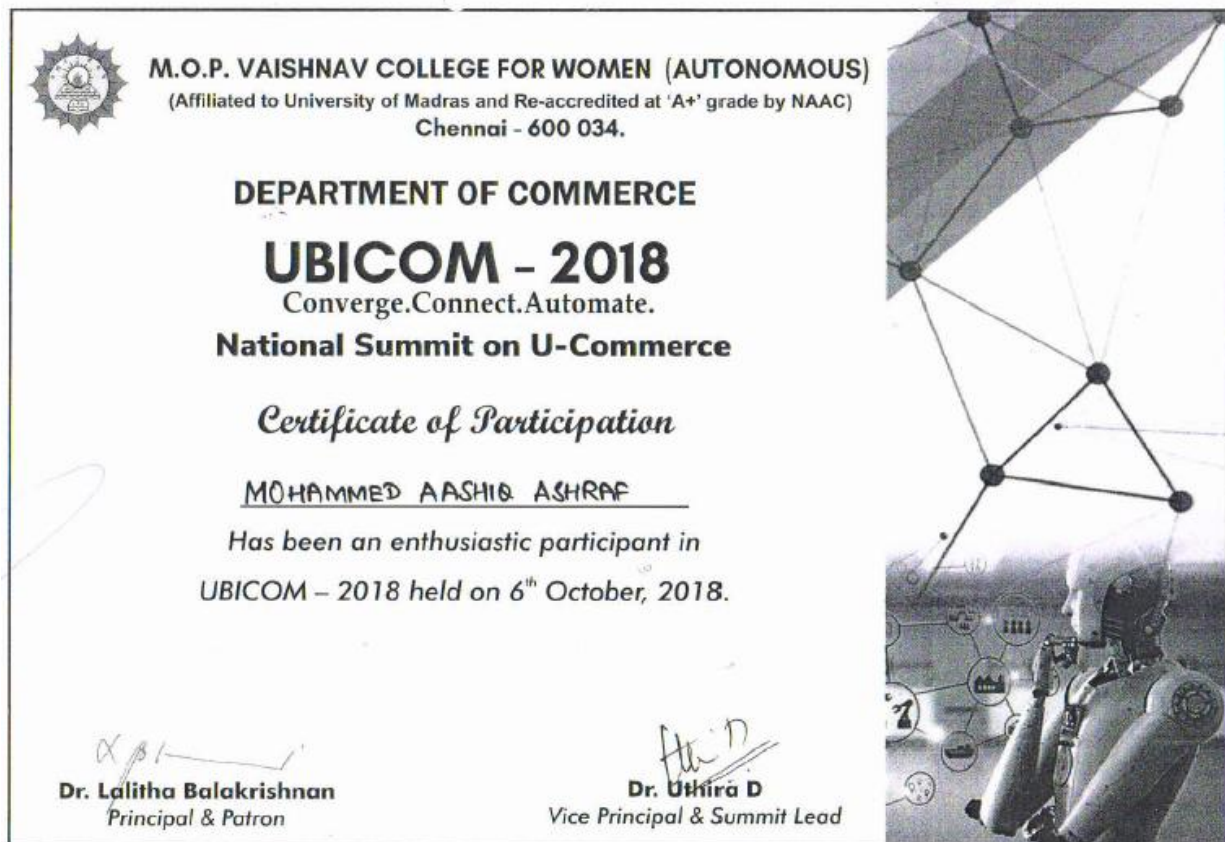 M.O.P. VAISHNAV COLLEGE FOR WOMEN (AUTONOMOUS)
(Affiliated to University of Madras and Re-accredited at 'A+' grade by NAAC)
Chennai - 600 034.
DEPARTMENT OF COMMERCE
UBICOM - 2018
Converge.Connect.Automate.
National Summit on U-Commerce
Certificate of Participation
MOHAMMED AASHIQ ASHRAF
Has been an enthusiastic participant in
UBICOM – 2018 held on 6th October, 2018.
Dr. Lalitha Balakrishnan
Principal & Patron
Dr. Uthira D
Vice Principal & Summit Lead